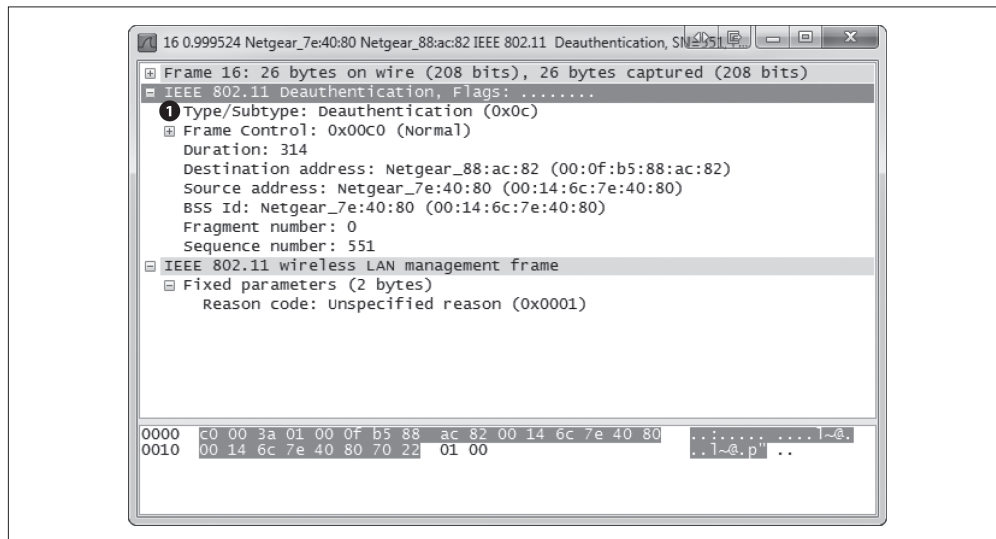 16 0.999524 Netgear_7e:40:80 Netgear_88:ac:82 IEEE 802.11 Deauthentication,
Frame 16: 26 bytes on wire (208 bits), 26 bytes captured (208 bits)
IEEE 802.11 Deauthentication, Flags: ........
1 Type/Subtype: Deauthentication (0x0c)
Frame Control: 0x00C0 (Normal)
Duration: 314
Destination address: Netgear_88:ac:82 (00:0f:b5:88:ac:82)
Source address: Netgear_7e:40:80 (00:14:6c:7e:40:80)
BSS Id: Netgear_7e:40:80 (00:14:6c:7e:40:80)
Fragment number: 0
Sequence number: 551
IEEE 802.11 wireless LAN management frame
Fixed parameters (2 bytes)
Reason code: Unspecified reason (0x0001)
0000 c0 00 3a 01 00 0f b5 88 ac 82 00 14 6c 7e 40 80 ..:..... ....l~@.
0010 00 14 6c 7e 40 80 70 22 01 00 ..l~@.p" ..